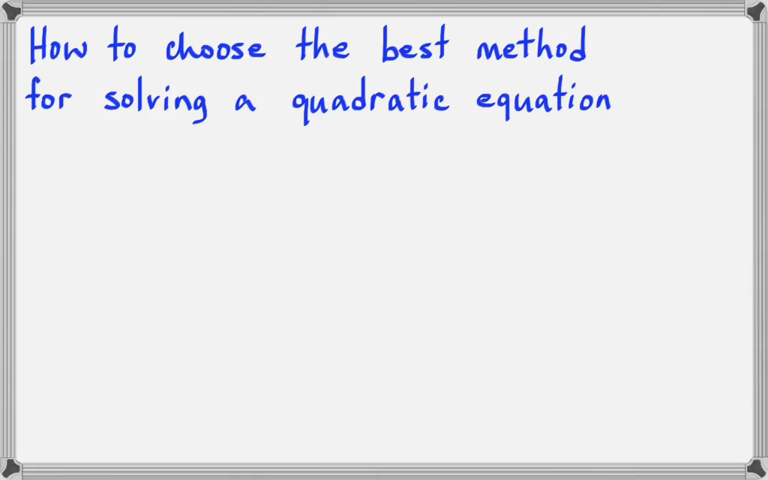 How to choose the best method
for solving a quadratic equation